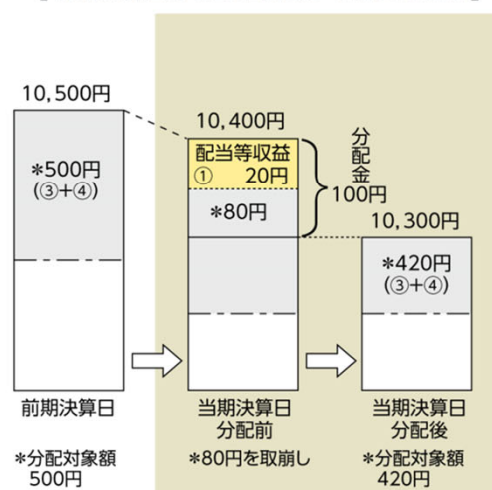 10,500円
*500円
(③+④)
前期決算日
*分配対象額
500円
10,400円
配当等収益
① 20円
*80円
分配金
100円
当期決算日
分配前
*80円を取崩し
10,300円
*420円
(③+④)
当期決算日
分配後
*分配対象額
420円